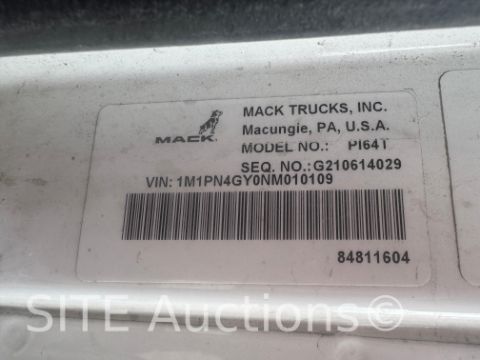 MACK TRUCKS, INC.
Macungie, PA, U.S.A.
MACK
MODEL NO.: PI64T
SEQ. NO.:G210614029
VIN: 1M1PN4GY0NM010109
84811604
SITE Auctions©